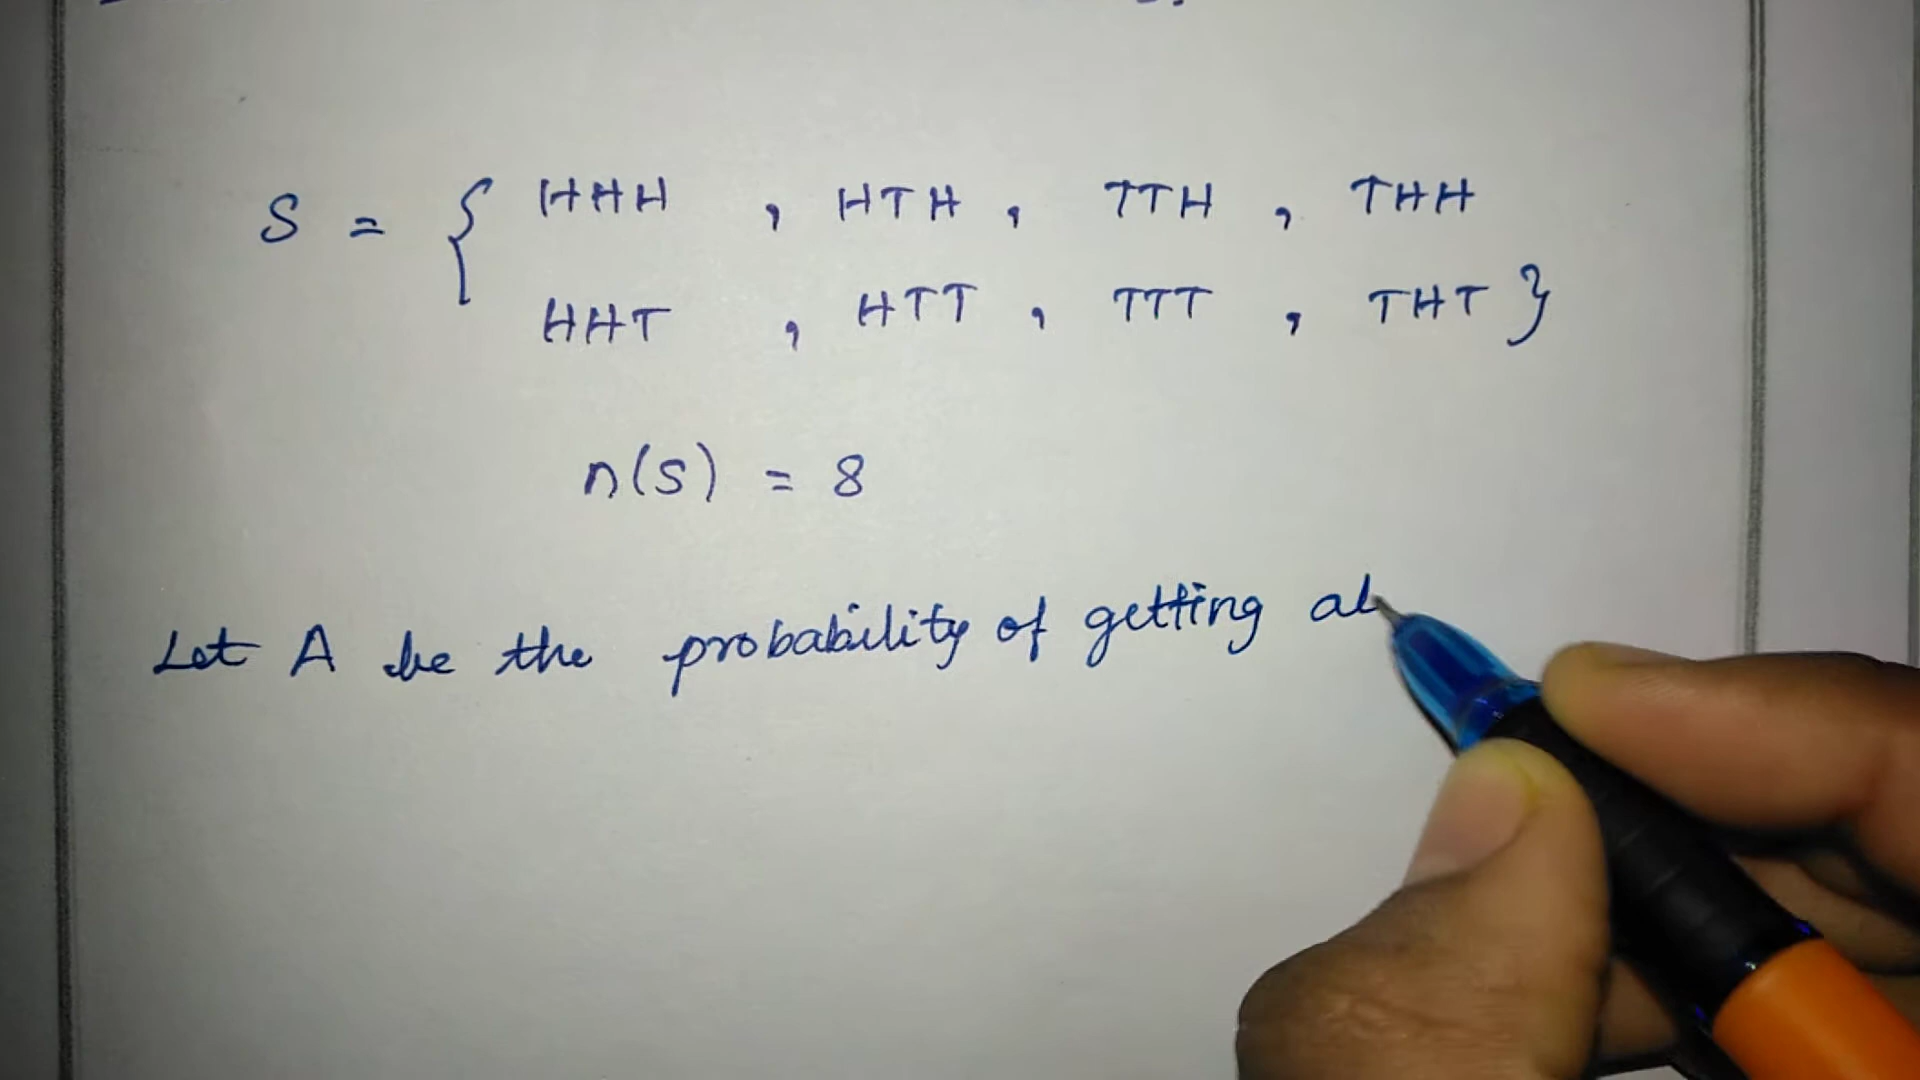 S = { HHH , HTH , TTH , THH
HHT , HTT , TTT , THT }
n(S) = 8
Let A be the probability of getting al